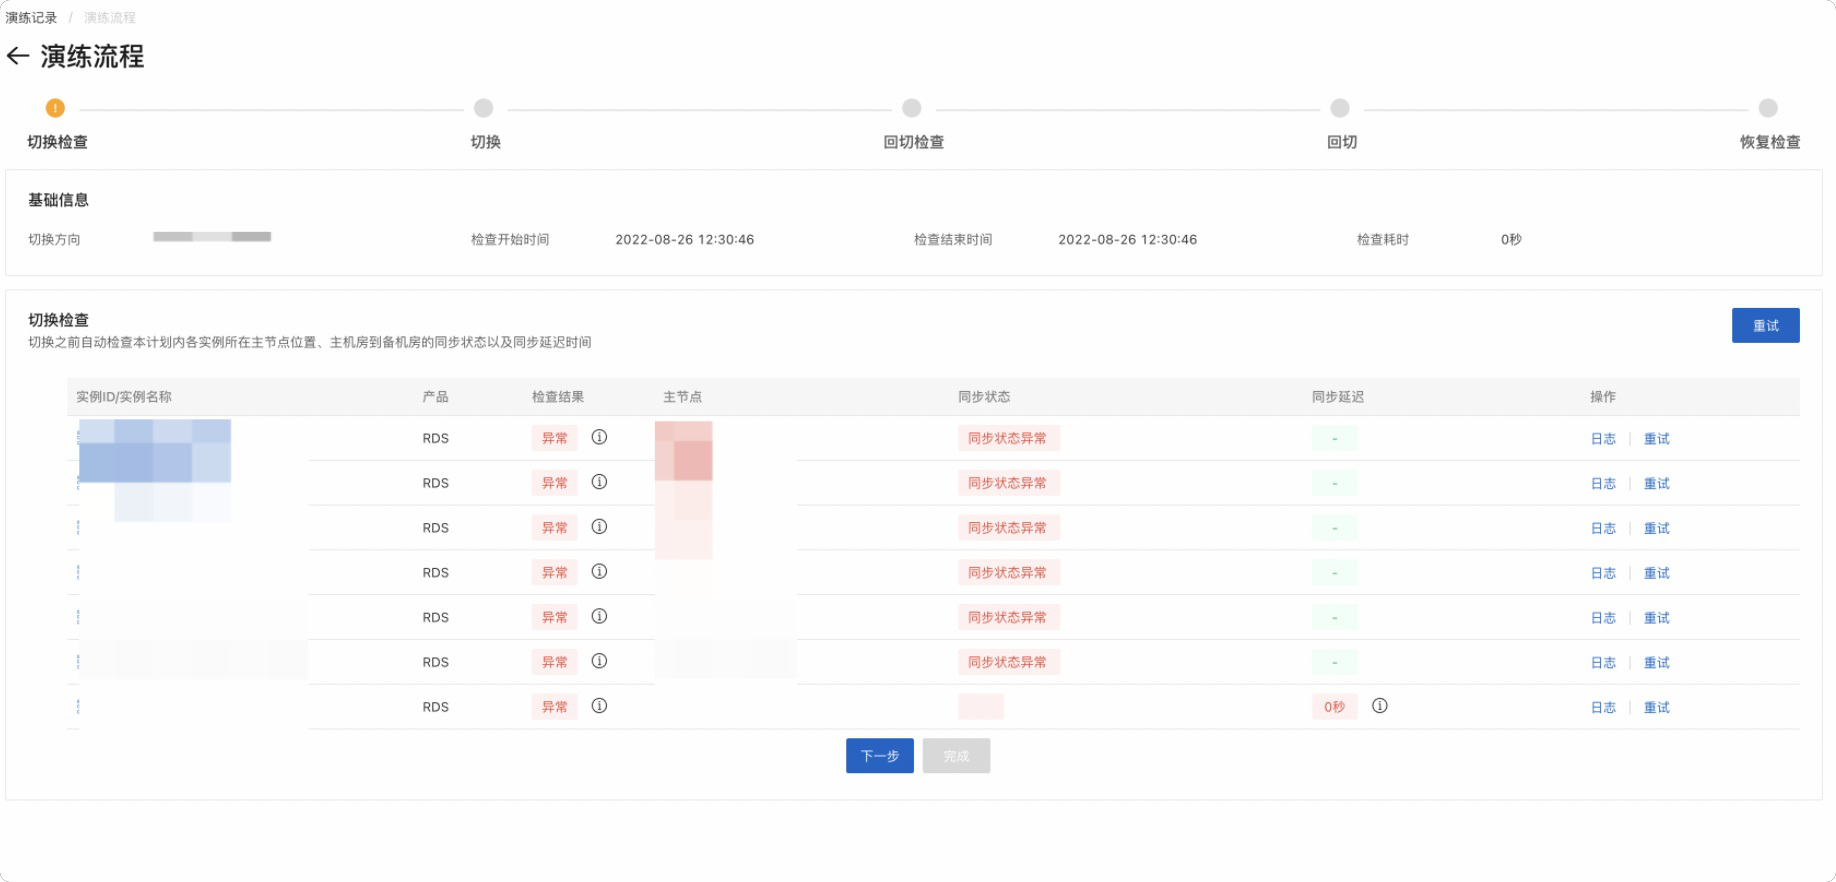 演练记录 / 演练流程
← 演练流程
切换检查 切换 回切检查 回切 恢复检查
基础信息
切换方向 检查开始时间 2022-08-26 12:30:46 检查结束时间 2022-08-26 12:30:46 检查耗时 0秒
切换检查
重试
切换之前自动检查本计划内各实例所在主节点位置、主机房到备机房的同步状态以及同步延迟时间
实例ID/实例名称 产品 检查结果 主节点 同步状态 同步延迟 操作
RDS 异常 同步状态异常 - 日志 | 重试
RDS 异常 同步状态异常 - 日志 | 重试
RDS 异常 同步状态异常 - 日志 | 重试
RDS 异常 同步状态异常 - 日志 | 重试
RDS 异常 同步状态异常 - 日志 | 重试
RDS 异常 同步状态异常 - 日志 | 重试
RDS 异常 0秒 日志 | 重试
下一步 完成